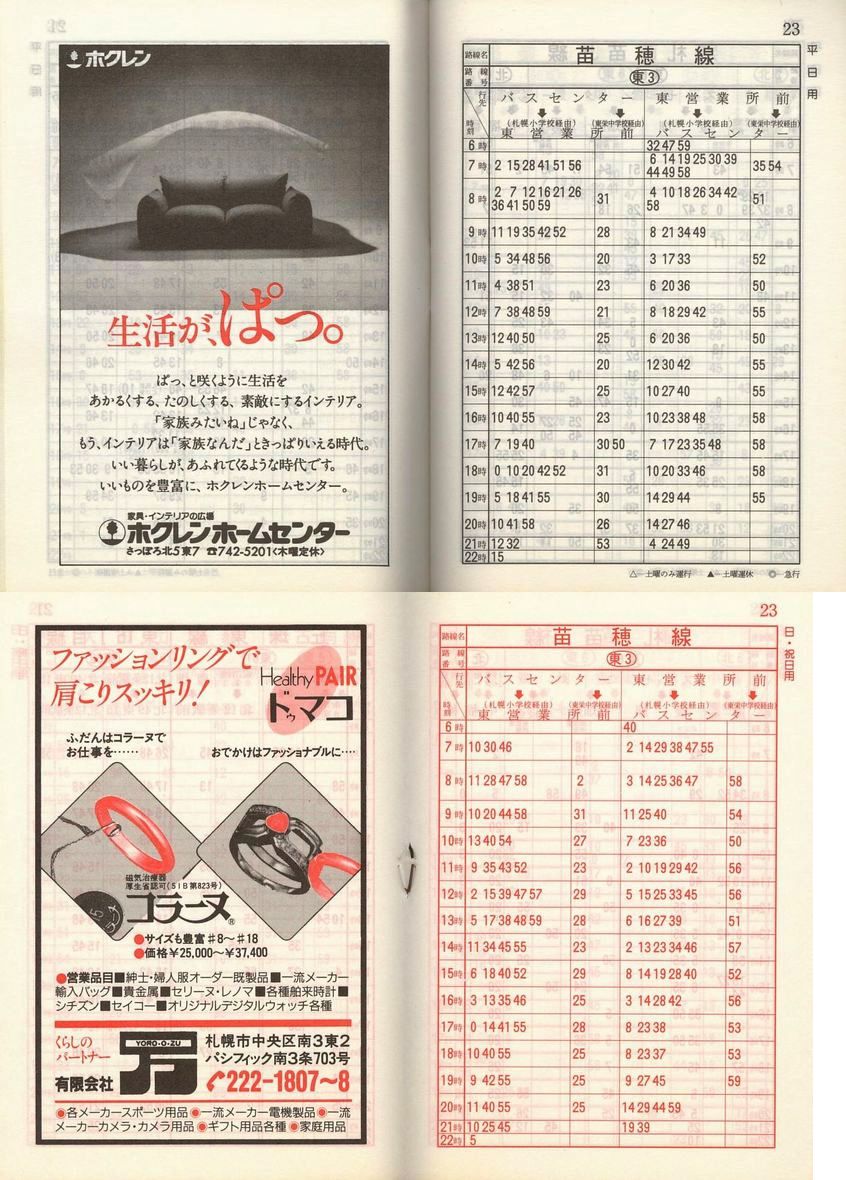 ホクレン
生活が、ぱっ。
ぱっ、と咲くように生活を
あかるくする、たのしくする、素敵にするインテリア。
「家族みたいね」じゃなく、
もう、インテリアは「家族なんだ」ときっぱりいえる時代。
いい暮らしが、あふれてくるような時代です。
いいものを豊富に、ホクレンホームセンター。
家具・インテリアの広場
ホクレンホームセンター
さっぽろ北5東7 ☎742-5201〈木曜定休〉
23
平日用
路線名 苗穂線
路線番号 東3
行先 バスセンター 東営業所前
時刻 (札幌小学校経由) (東栄中学校経由) (札幌小学校経由) (東栄中学校経由)
東営業所前 バスセンター
6時 32 47 59
7時 2 15 28 41 51 56 6 14 19 25 30 39 35 54
44 49 58
8時 2 7 12 16 21 26 31 4 10 18 26 34 42 51
36 41 50 59 58
9時 11 19 35 42 52 28 8 21 34 49
10時 5 34 48 56 20 3 17 33 52
11時 4 38 51 23 6 20 36 50
12時 7 38 48 59 21 8 18 29 42 55
13時 12 40 50 25 6 20 36 50
14時 5 42 56 20 12 30 42 55
15時 12 42 57 25 10 27 40 55
16時 10 40 55 23 10 23 38 48 58
17時 7 19 40 30 50 7 17 23 35 48 58
18時 0 10 20 42 52 31 10 20 33 46 58
19時 5 18 41 55 30 14 29 44 55
20時 10 41 58 26 14 27 46
21時 12 32 53 4 24 49
22時 15
△―土曜のみ運行 ▲―土曜運休 ◎―急行
ファッションリングで
肩こりスッキリ!
Healthy PAIR
ドゥマコ
ふだんはコラーヌで
お仕事を……
おでかけはファッショナブルに‥‥
磁気治療器
厚生省認可(51B第823号)
コラーヌ®
●サイズも豊富#8〜#18
●価格¥25,000〜¥37,400
●営業品目■紳士・婦人服オーダー既製品■一流メーカー
輸入バッグ■貴金属■セリーヌ・レノマ■各種舶来時計■
シチズン■セイコー■オリジナルデジタルウォッチ各種
くらしの
パートナー
有限会社
YORO-O-ZU
札幌市中央区南3東2
パシフィック南3条703号
222-1807〜8
●各メーカースポーツ用品●一流メーカー電機製品●一流
メーカーカメラ・カメラ用品●ギフト用品各種●家庭用品
23
日・祝日用
路線名 苗穂線
路線番号 東3
行先 バスセンター 東営業所前
時刻 (札幌小学校経由) (東栄中学校経由) (札幌小学校経由) (東栄中学校経由)
東営業所前 バスセンター
6時 40
7時 10 30 46 2 14 29 38 47 55
8時 11 28 47 58 2 3 14 25 36 47 58
9時 10 20 44 58 31 11 25 40 54
10時 13 40 54 27 7 23 36 50
11時 9 35 43 52 23 2 10 19 29 42 56
12時 2 15 39 47 57 29 5 15 25 33 45 56
13時 5 17 38 48 59 28 6 16 27 39 51
14時 11 34 45 55 23 2 13 23 34 46 57
15時 6 18 40 52 29 8 14 19 28 40 52
16時 3 13 35 46 25 3 14 28 42 56
17時 0 14 41 55 28 8 23 38 53
18時 10 40 55 25 8 23 37 53
19時 9 42 55 25 9 27 45 59
20時 11 40 55 25 14 29 44 59
21時 10 25 45 19 39
22時 5